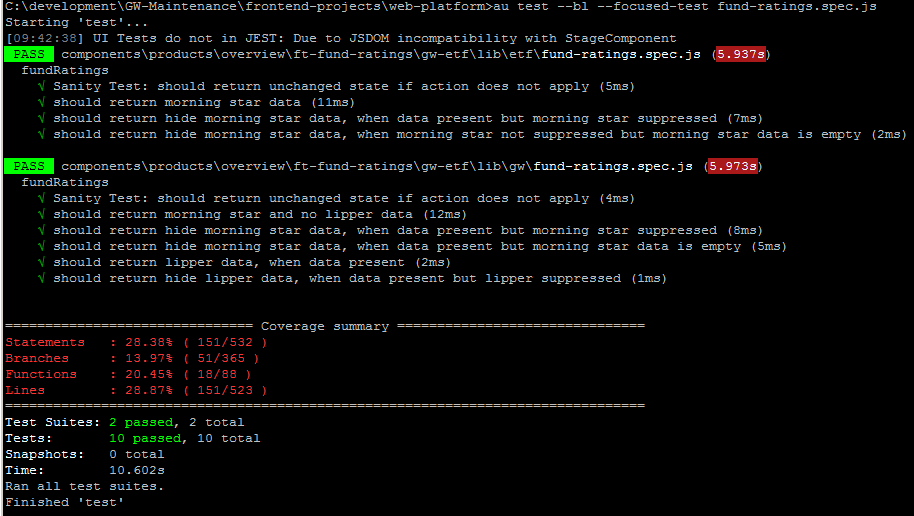 C:\development\GW-Maintenance\frontend-projects\web-platform>au test --bl --focused-test fund-ratings.spec.js
Starting 'test'...
[09:42:38] UI Tests do not in JEST: Due to JSDOM incompatibility with StageComponent
PASS components\products\overview\ft-fund-ratings\gw-etf\lib\etf\fund-ratings.spec.js (5.937s)
fundRatings
√ Sanity Test: should return unchanged state if action does not apply (5ms)
√ should return morning star data (11ms)
√ should return hide morning star data, when data present but morning star suppressed (7ms)
√ should return hide morning star data, when morning star not suppressed but morning star data is empty (2ms)
PASS components\products\overview\ft-fund-ratings\gw-etf\lib\gw\fund-ratings.spec.js (5.973s)
fundRatings
√ Sanity Test: should return unchanged state if action does not apply (4ms)
√ should return morning star and no lipper data (12ms)
√ should return hide morning star data, when data present but morning star suppressed (8ms)
√ should return hide morning star data, when data present but morning star data is empty (5ms)
√ should return lipper data, when data present (2ms)
√ should return hide lipper data, when data present but lipper suppressed (1ms)
=============================== Coverage summary ===============================
Statements   : 28.38% ( 151/532 )
Branches     : 13.97% ( 51/365 )
Functions    : 20.45% ( 18/88 )
Lines        : 28.87% ( 151/523 )
================================================================================
Test Suites: 2 passed, 2 total
Tests:       10 passed, 10 total
Snapshots:   0 total
Time:        10.602s
Ran all test suites.
Finished 'test'